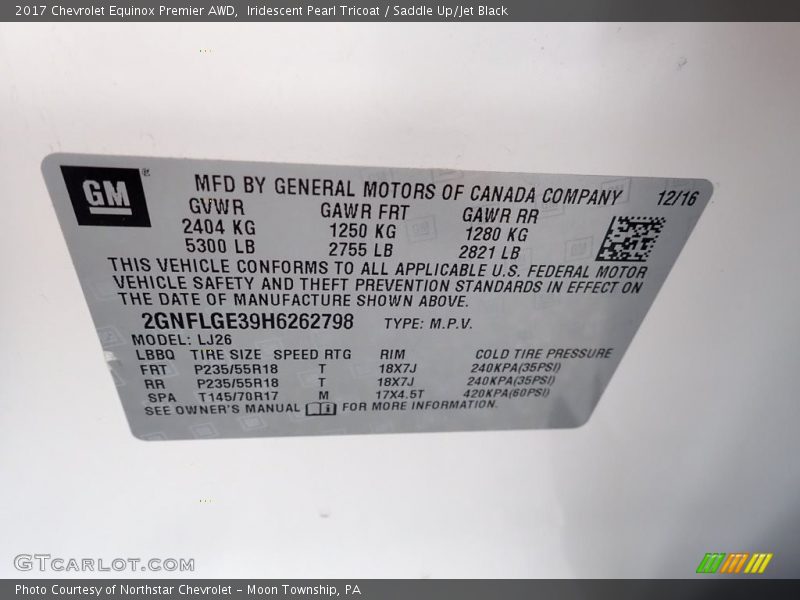 2017 Chevrolet Equinox Premier AWD, Iridescent Pearl Tricoat / Saddle Up/Jet Black
GM ®
MFD BY GENERAL MOTORS OF CANADA COMPANY 12/16
GVWR GAWR FRT GAWR RR
2404 KG 1250 KG 1280 KG
5300 LB 2755 LB 2821 LB
THIS VEHICLE CONFORMS TO ALL APPLICABLE U.S. FEDERAL MOTOR
VEHICLE SAFETY AND THEFT PREVENTION STANDARDS IN EFFECT ON
THE DATE OF MANUFACTURE SHOWN ABOVE.
2GNFLGE39H6262798 TYPE: M.P.V.
MODEL: LJ26
LBBQ TIRE SIZE SPEED RTG RIM COLD TIRE PRESSURE
FRT P235/55R18 T 18X7J 240KPA(35PSI)
RR P235/55R18 T 18X7J 240KPA(35PSI)
SPA T145/70R17 M 17X4.5T 420KPA(60PSI)
SEE OWNER'S MANUAL FOR MORE INFORMATION.
GTcarlot.com
Photo Courtesy of Northstar Chevrolet - Moon Township, PA